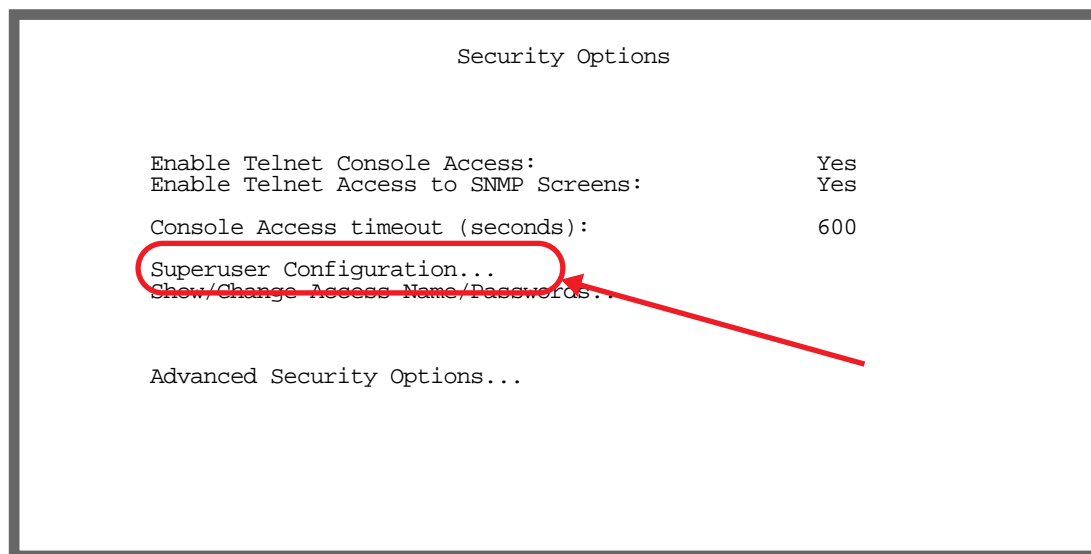 Security Options
Enable Telnet Console Access: Yes
Enable Telnet Access to SNMP Screens: Yes
Console Access timeout (seconds): 600
Superuser Configuration...
Show/Change Access Name/Passwords...
Advanced Security Options...